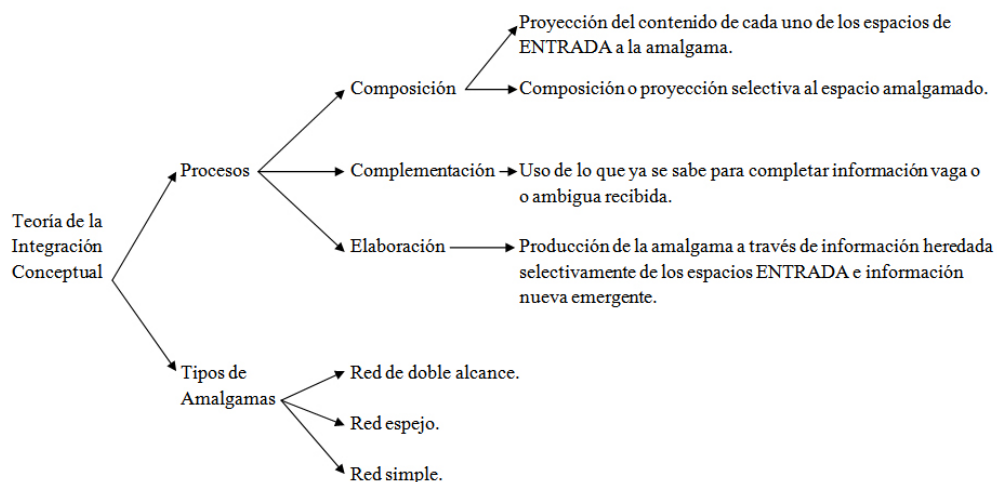 Proyección del contenido de cada uno de los espacios de
ENTRADA a la amalgama.
Composición
Composición o proyección selectiva al espacio amalgamado.
Procesos
Complementación
Uso de lo que ya se sabe para completar información vaga o
o ambigua recibida.
Teoría de la
Integración
Conceptual
Elaboración
Producción de la amalgama a través de información heredada
selectivamente de los espacios ENTRADA e información
nueva emergente.
Tipos de
Amalgamas
Red de doble alcance.
Red espejo.
Red simple.